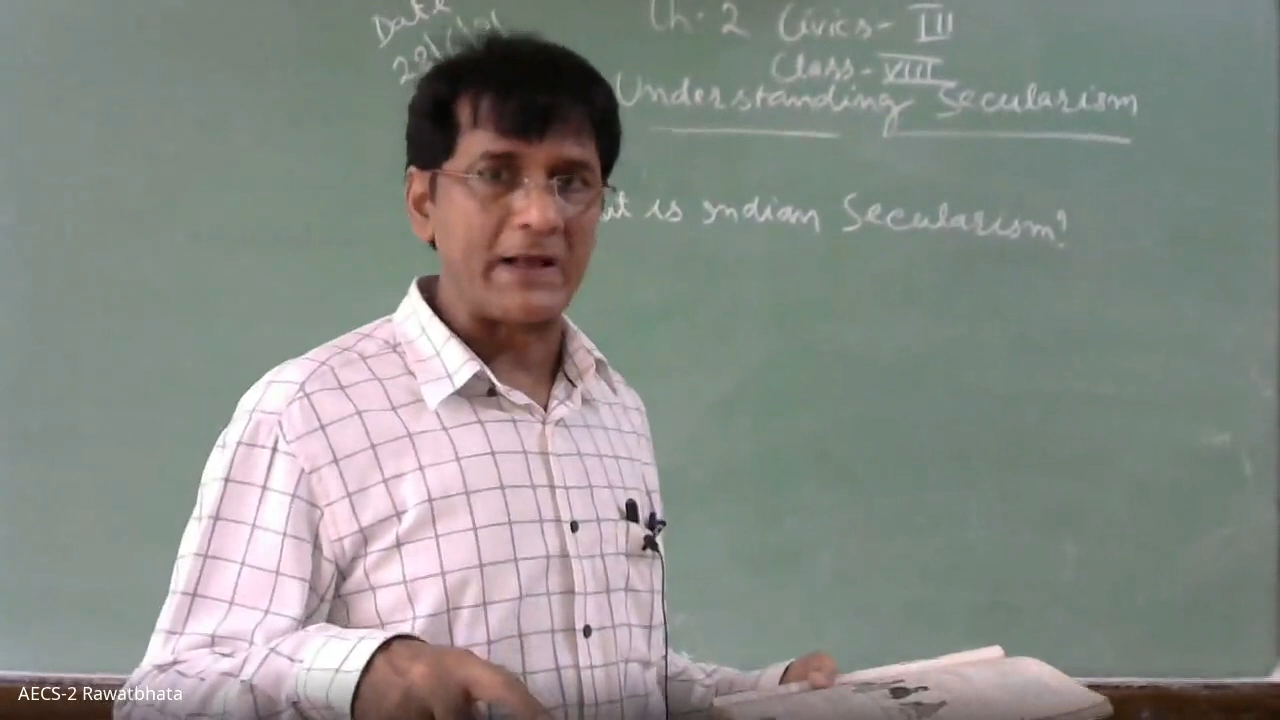 Date
Ch. 2 Civics- III
Class- VIII
Understanding Secularism
is Indian Secularism?
AECS-2 Rawatbhata